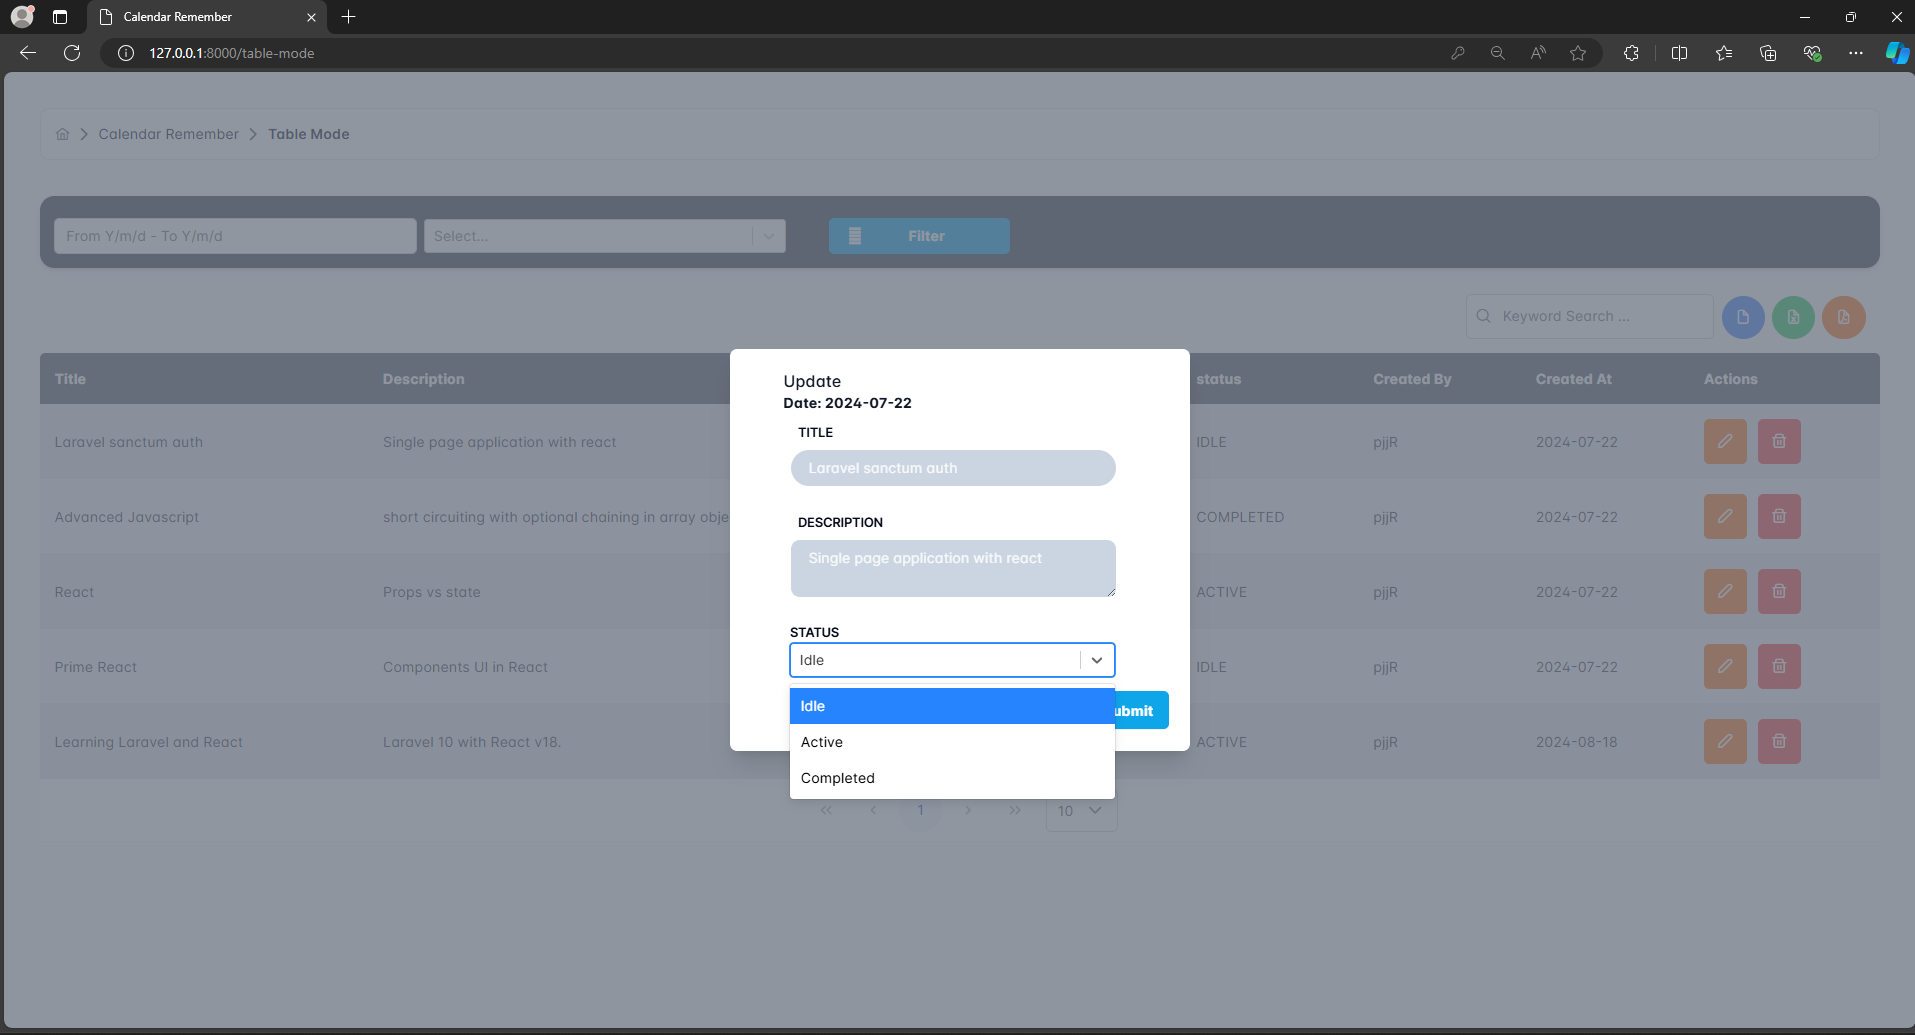 Calendar Remember
127.0.0.1:8000/table-mode
Calendar Remember > Table Mode
From Y/m/d - To Y/m/d
Select...
Filter
Keyword Search ...
Title Description status Created By Created At Actions
Laravel sanctum auth Single page application with react IDLE pjjR 2024-07-22
Advanced Javascript short circuiting with optional chaining in array obje COMPLETED pjjR 2024-07-22
React Props vs state ACTIVE pjjR 2024-07-22
Prime React Components UI in React IDLE pjjR 2024-07-22
Learning Laravel and React Laravel 10 with React v18. ACTIVE pjjR 2024-08-18
« < 1 > » 10
Update
Date: 2024-07-22
TITLE
Laravel sanctum auth
DESCRIPTION
Single page application with react
STATUS
Idle
Idle
ubmit
Active
Completed